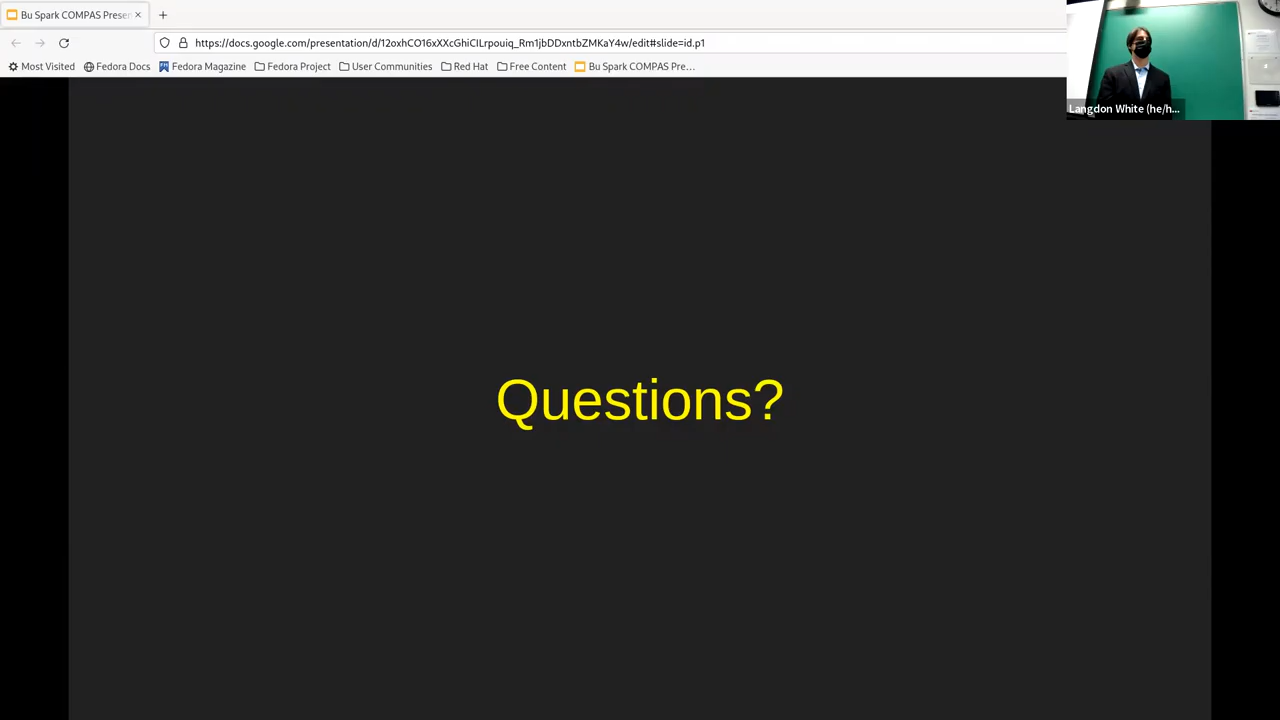 Bu Spark COMPAS Presen
https://docs.google.com/presentation/d/12oxhCO16xXcGhiCILrpouiq_Rm1jbDDxntbZMKaY4w/edit#slide=id.p1
Most Visited Fedora Docs Fedora Magazine Fedora Project User Communities Red Hat Free Content Bu Spark COMPAS Pre…
Langdon White (he/h...
Questions?